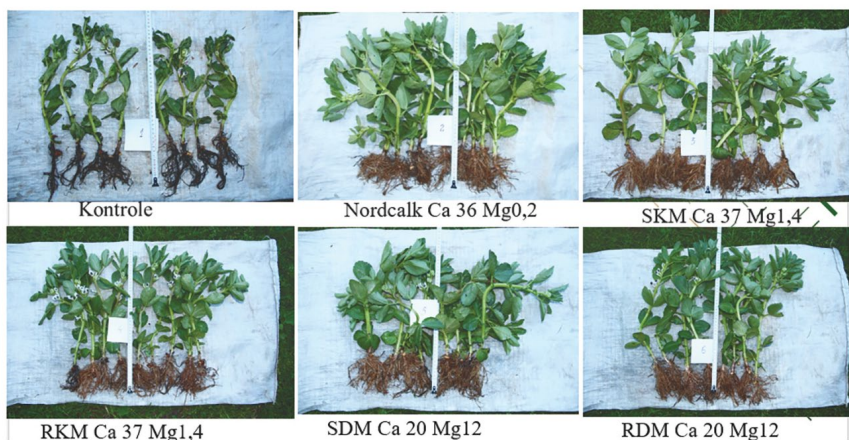 Kontrole
Nordcalk Ca 36 Mg0,2
SKM Ca 37 Mg1,4
RKM Ca 37 Mg1,4
SDM Ca 20 Mg12
RDM Ca 20 Mg12